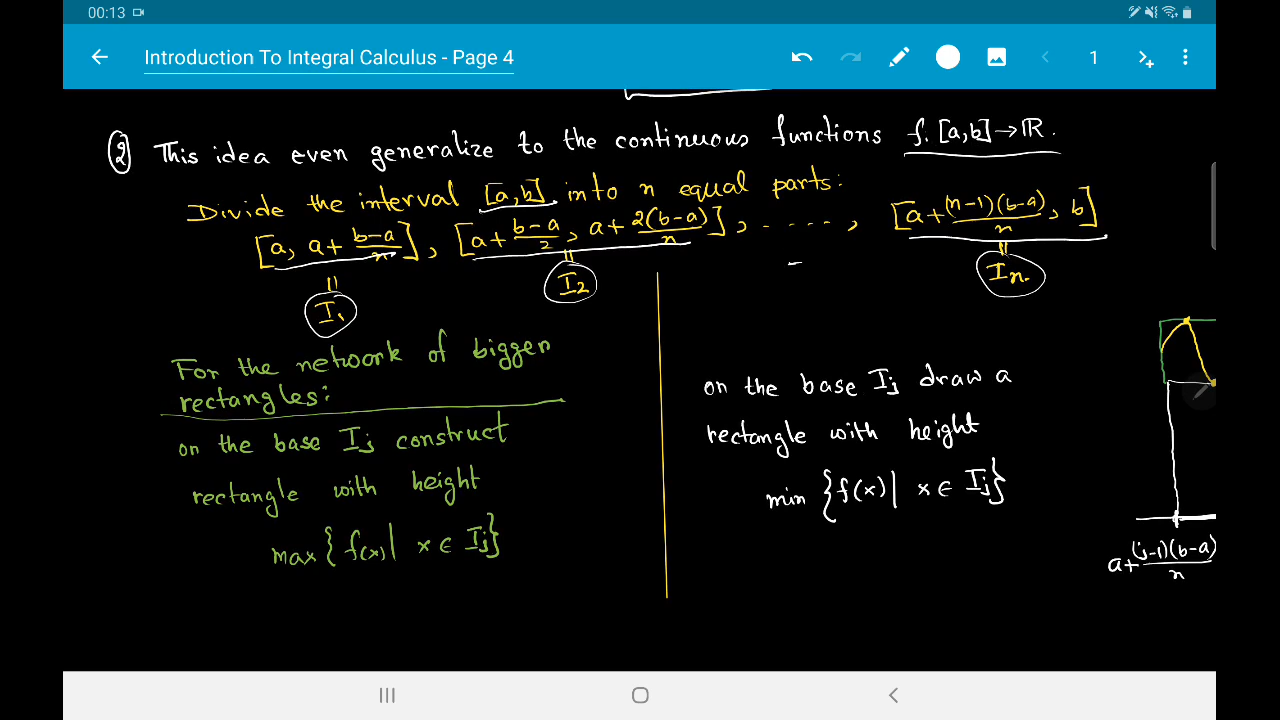 00:13
Introduction To Integral Calculus - Page 4
1
② This idea even generalize to the continuous functions f. [a,b]→ℝ.
Divide the interval [a,b] into n equal parts:
[a, a+(b-a)/n], [a+(b-a)/2, a+2(b-a)/n], ......, [a+(n-1)(b-a)/n, b]
॥ ॥ ॥
I₁ I₂ Iₙ.
For the network of bigger
rectangles:
on the base Iⱼ construct
rectangle with height
max{f(x)| x∈Iⱼ}
on the base Iⱼ draw a
rectangle with height
min {f(x)| x∈ Iⱼ}
a+(j-1)(b-a)/n